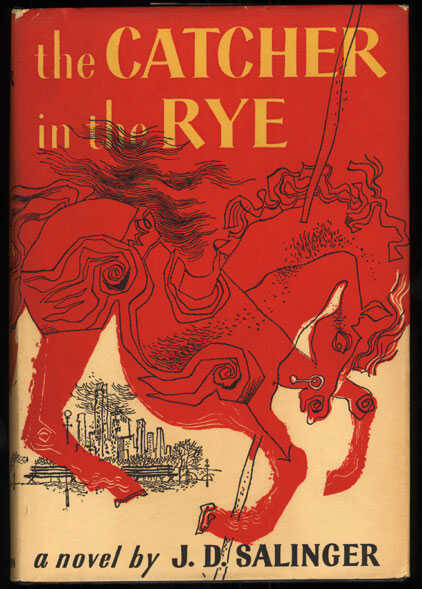 the CATCHER
in the RYE
a novel by J. D. SALINGER